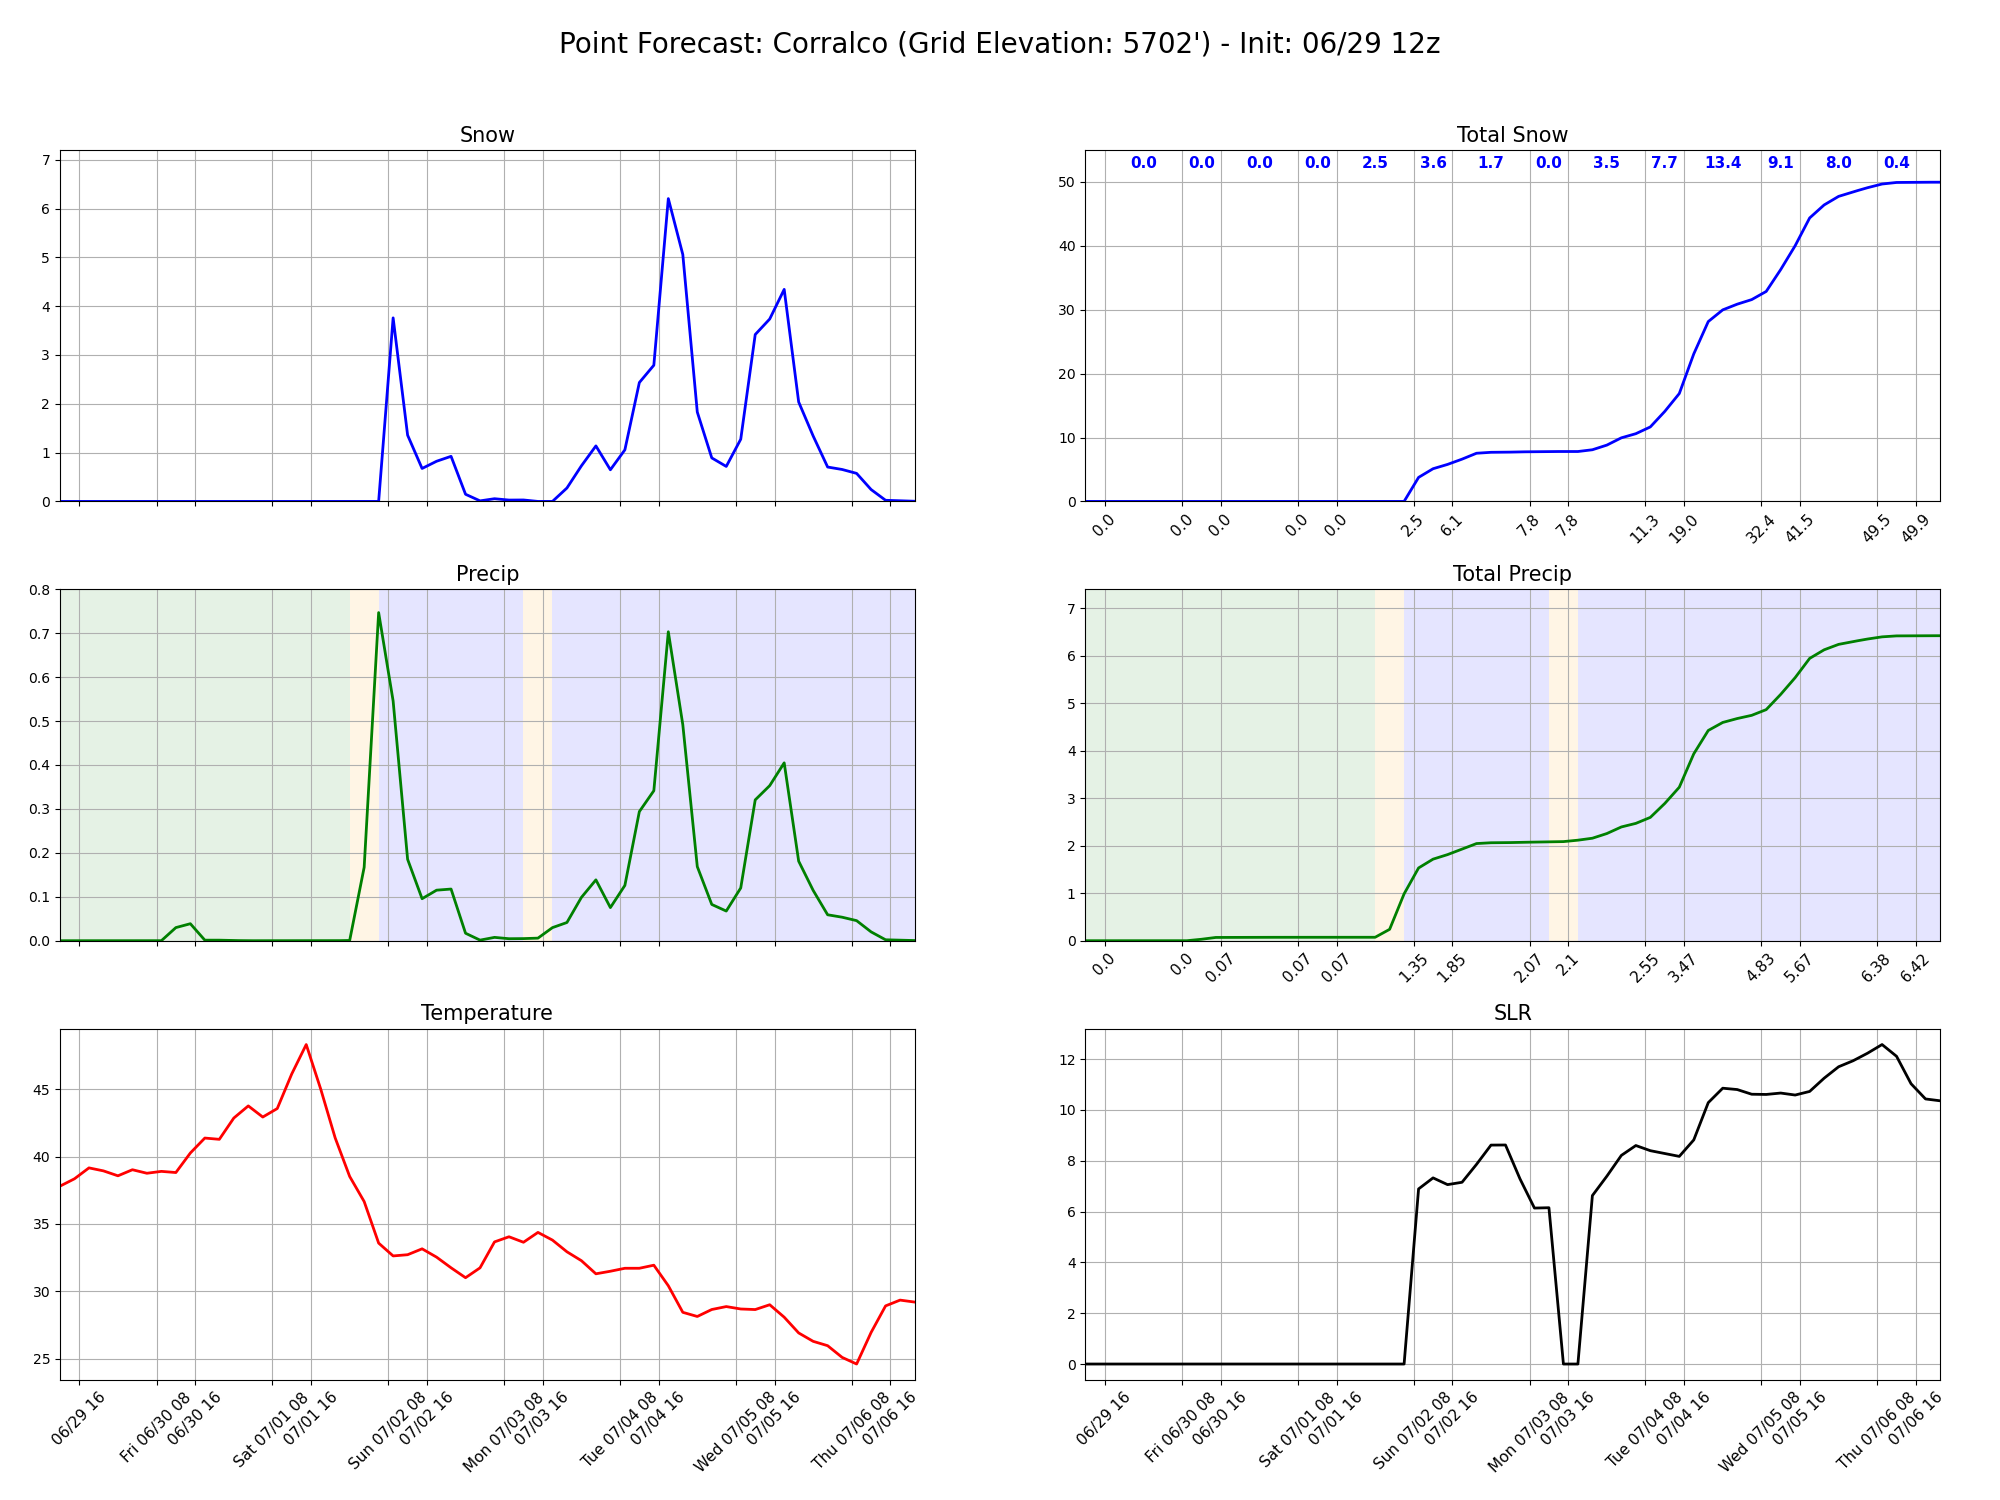 Point Forecast: Corralco (Grid Elevation: 5702') - Init: 06/29 12z
Snow
7
6
5
4
3
2
1
0
Total Snow
0.0 0.0 0.0 0.0 2.5 3.6 1.7 0.0 3.5 7.7 13.4 9.1 8.0 0.4
50
40
30
20
10
0
0.0 0.0 0.0 0.0 0.0 2.5 6.1 7.8 7.8 11.3 19.0 32.4 41.5 49.5 49.9
Precip
0.8
0.7
0.6
0.5
0.4
0.3
0.2
0.1
0.0
Total Precip
7
6
5
4
3
2
1
0
0.0 0.0 0.07 0.07 0.07 1.35 1.85 2.07 2.1 2.55 3.47 4.83 5.67 6.38 6.42
Temperature
45
40
35
30
25
06/29 16
Fri 06/30 08
06/30 16
Sat 07/01 08
07/01 16
Sun 07/02 08
07/02 16
Mon 07/03 08
07/03 16
Tue 07/04 08
07/04 16
Wed 07/05 08
07/05 16
Thu 07/06 08
07/06 16
SLR
12
10
8
6
4
2
0
06/29 16
Fri 06/30 08
06/30 16
Sat 07/01 08
07/01 16
Sun 07/02 08
07/02 16
Mon 07/03 08
07/03 16
Tue 07/04 08
07/04 16
Wed 07/05 08
07/05 16
Thu 07/06 08
07/06 16